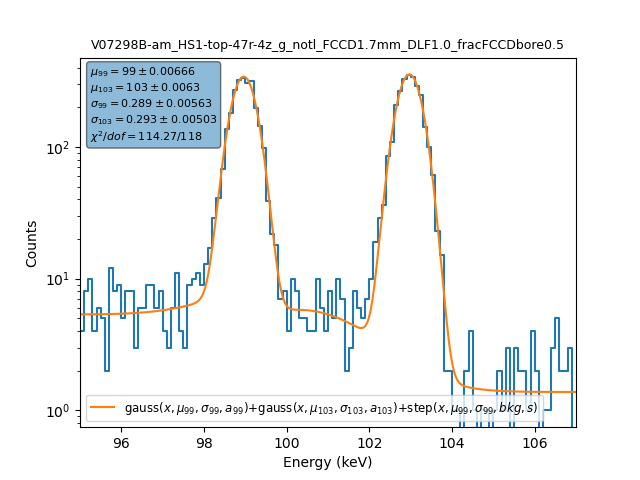 V07298B-am_HS1-top-47r-4z_g_notl_FCCD1.7mm_DLF1.0_fracFCCDbore0.5
μ₉₉ = 99 ± 0.00666
μ₁₀₃ = 103 ± 0.0063
σ₉₉ = 0.289 ± 0.00563
σ₁₀₃ = 0.293 ± 0.00503
χ²/dof = 114.27/118
10²
10¹
10⁰
Counts
gauss(x, μ₉₉, σ₉₉, a₉₉)+gauss(x, μ₁₀₃, σ₁₀₃, a₁₀₃)+step(x, μ₉₉, σ₉₉, bkg, s)
96 98 100 102 104 106
Energy (keV)